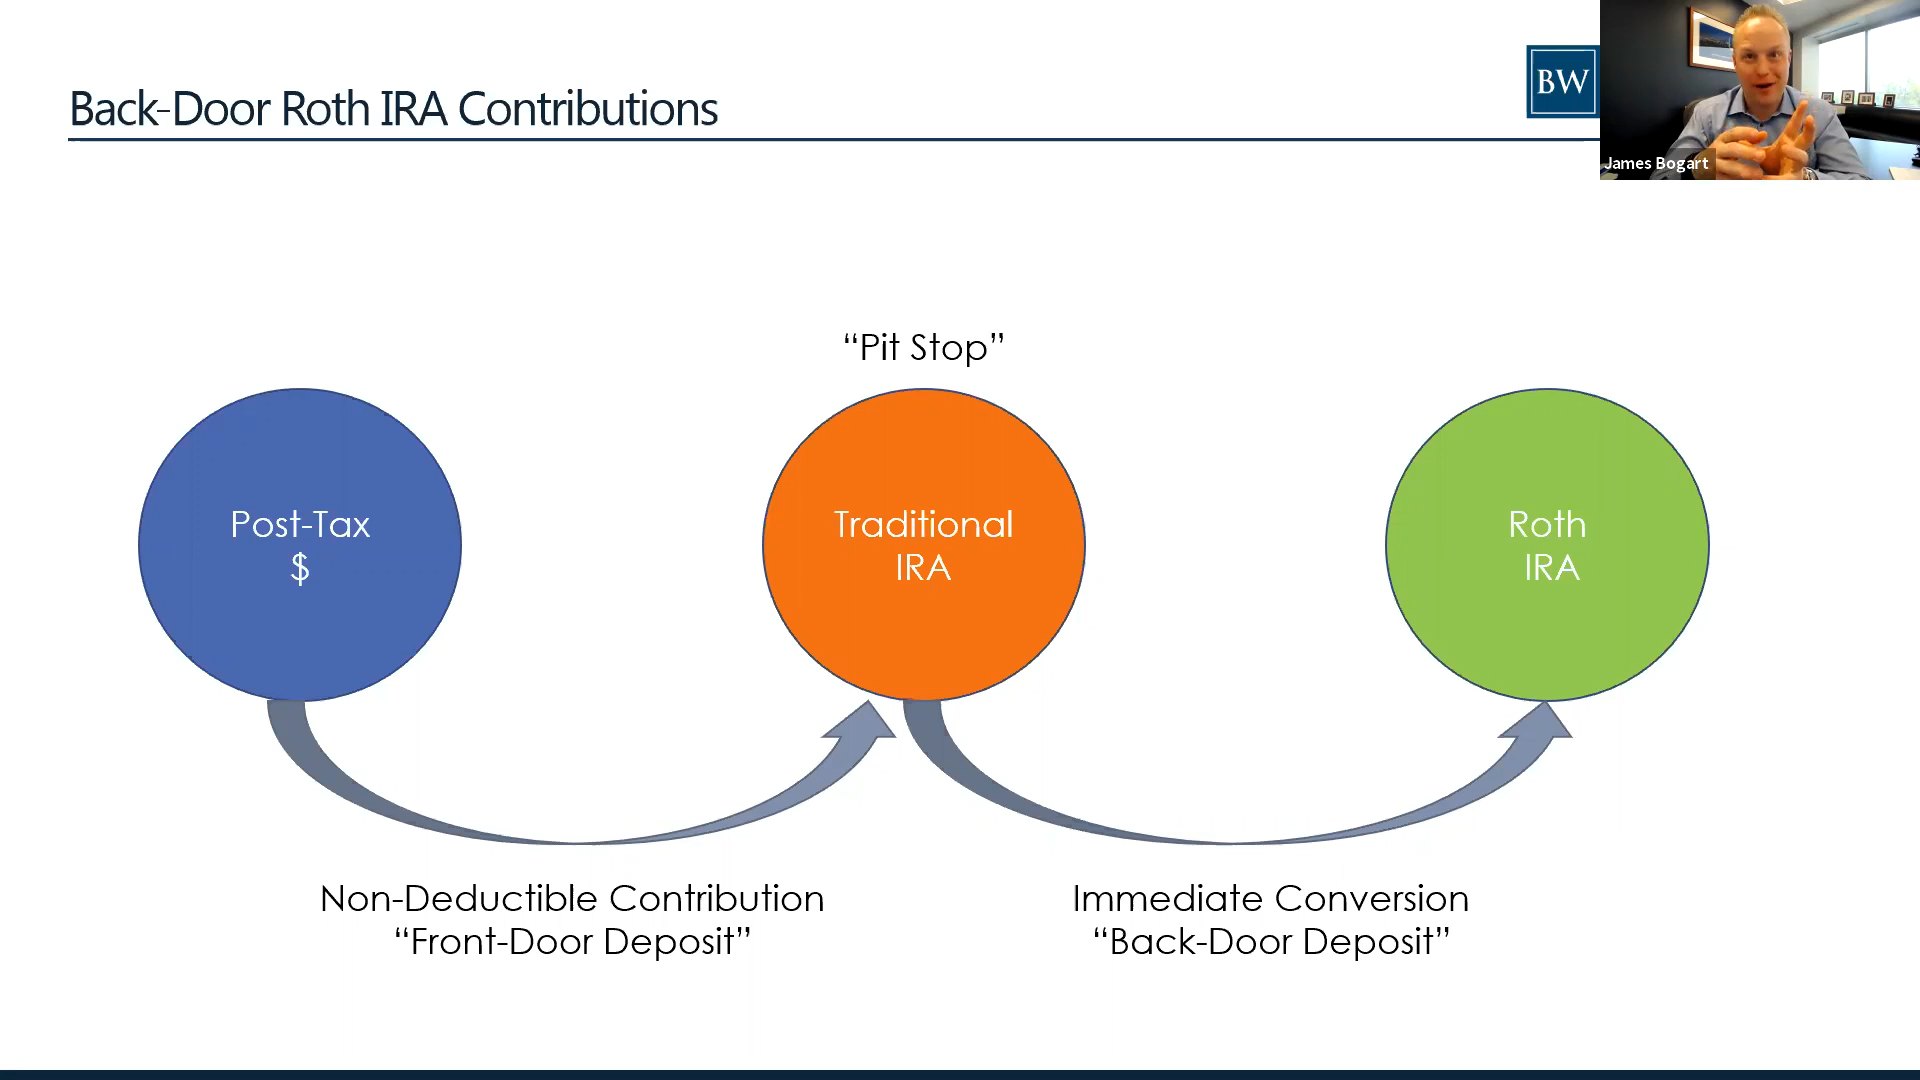 Back-Door Roth IRA Contributions
BW
James Bogart
“Pit Stop”
Post-Tax
$
Traditional
IRA
Roth
IRA
Non-Deductible Contribution
“Front-Door Deposit”
Immediate Conversion
“Back-Door Deposit”